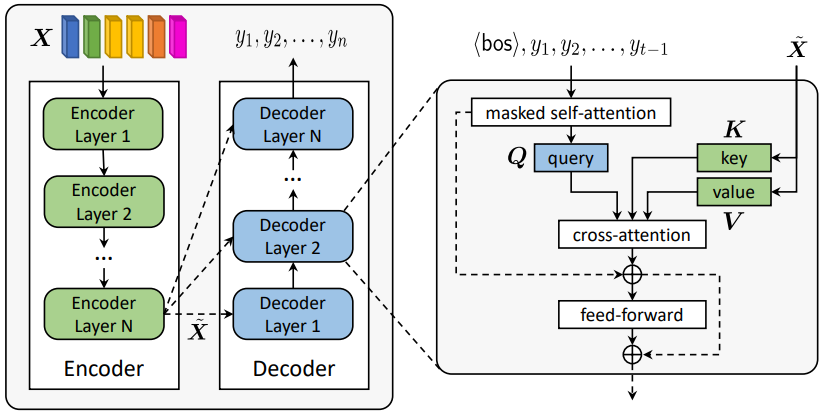 X
y₁, y₂, . . . , yₙ
Encoder
Layer 1
Encoder
Layer 2
...
Encoder
Layer N
Encoder
X̃
Decoder
Layer N
...
Decoder
Layer 2
Decoder
Layer 1
Decoder
⟨bos⟩, y₁, y₂, . . . , yₜ₋₁
X̃
masked self-attention
Q
query
K
key
value
V
cross-attention
feed-forward